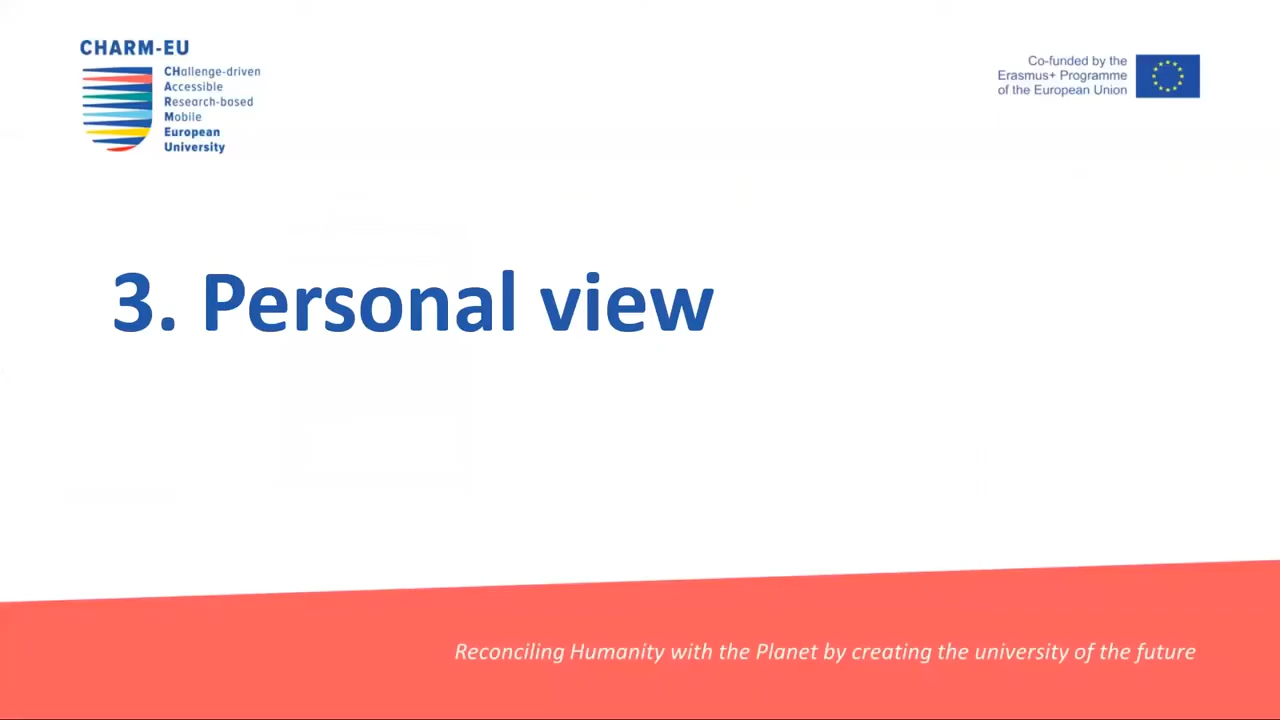 CHARM-EU
CHallenge-driven
Accessible
Research-based
Mobile
European
University
Co-funded by the
Erasmus+ Programme
of the European Union
3. Personal view
Reconciling Humanity with the Planet by creating the university of the future